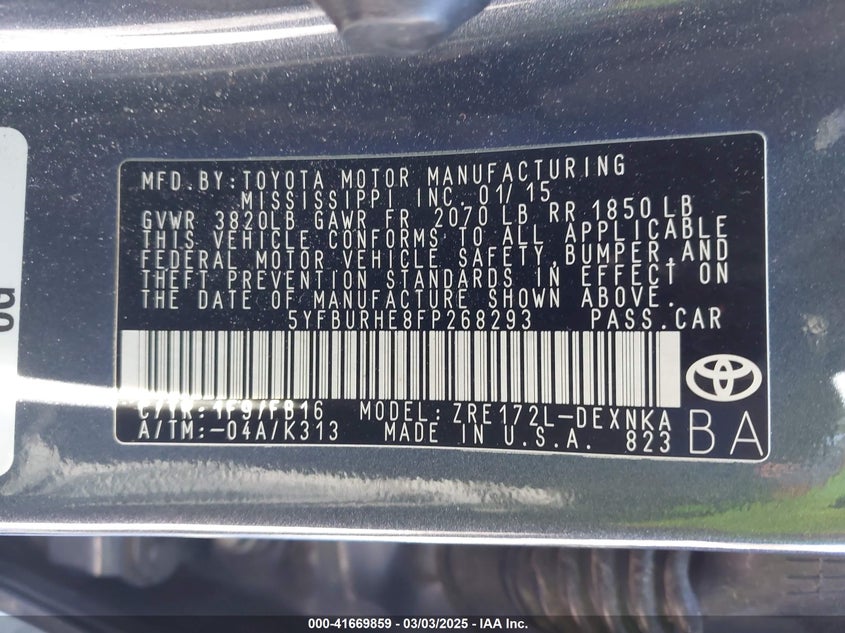 MFD.BY:TOYOTA MOTOR MANUFACTURING
MISSISSIPPI INC. 01/15
GVWR 3820LB GAWR FR 2070 LB RR 1850 LB
THIS VEHICLE CONFORMS TO ALL APPLICABLE
FEDERAL MOTOR VEHICLE SAFETY,BUMPER,AND
THEFT PREVENTION STANDARDS IN EFFECT ON
THE DATE OF MANUFACTURE SHOWN ABOVE.
5YFBURHE8FP268293 PASS.CAR
C/TR:1F9/FB16 MODEL: ZRE172L-DEXNKA
A/TM:-04A/K313 MADE IN U.S.A. 823
BA
000-41669859 — 03/03/2025 — IAA Inc.